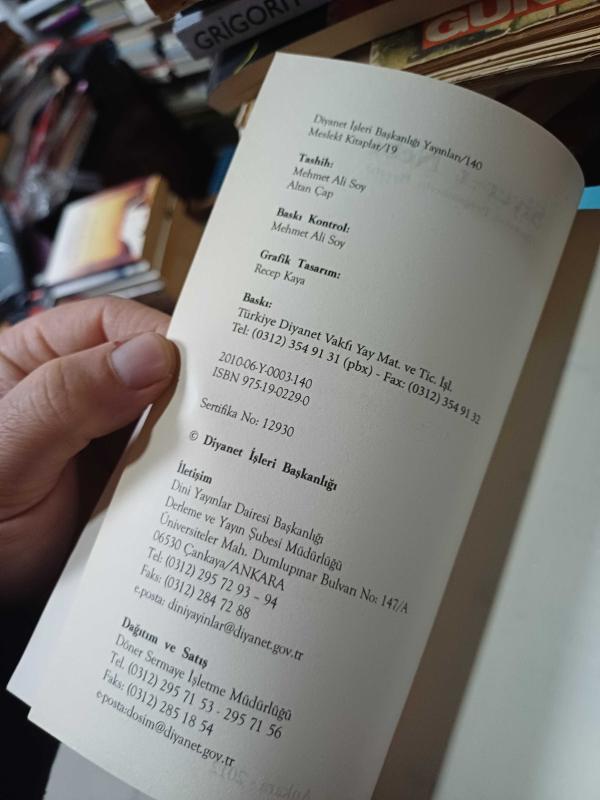 GRİGORİY
GÜN
Diyanet İşleri Başkanlığı Yayınları/140
Mesleki Kitaplar/19
Tashih:
Mehmet Ali Soy
Altan Çap
Baskı Kontrol:
Mehmet Ali Soy
Grafik Tasarım:
Recep Kaya
Baskı:
Türkiye Diyanet Vakfı Yay Mat. ve Tic. İşl.
Tel: (0312) 354 91 31 (pbx) - Fax: (0312) 354 91 32
2010-06-Y-0003-140
ISBN 975-19-0229-0
Sertifika No: 12930
© Diyanet İşleri Başkanlığı
İletişim
Dini Yayınlar Dairesi Başkanlığı
Derleme ve Yayın Şubesi Müdürlüğü
Üniversiteler Mah. Dumlupınar Bulvarı No: 147/A
06530 Çankaya/ANKARA
Tel: (0312) 295 72 93 – 94
Faks: (0312) 284 72 88
e.posta: diniyayinlar@diyanet.gov.tr
Dağıtım ve Satış
Döner Sermaye İşletme Müdürlüğü
Tel. (0312) 295 71 53 - 295 71 56
Faks: (0312) 285 18 54
e-posta:dosim@diyanet.gov.tr